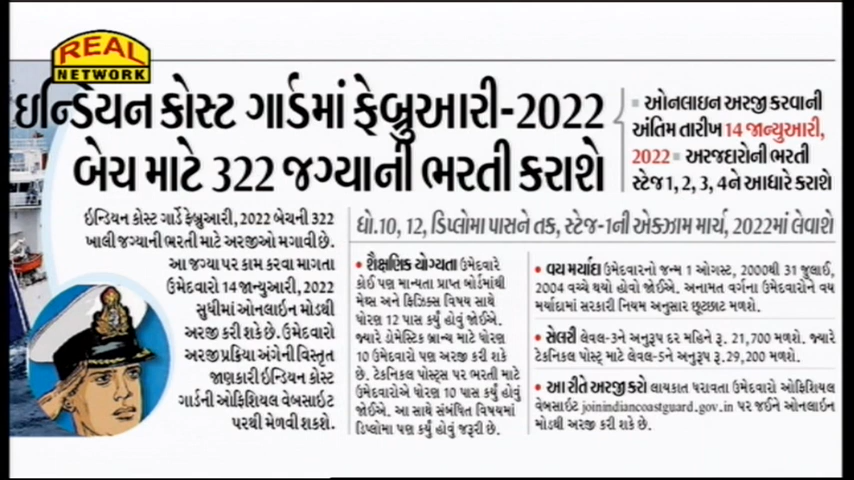 REAL
NETWORK
ઇન્ડિયન કોસ્ટ ગાર્ડમાં ફેબ્રુઆરી-2022
બેચ માટે 322 જગ્યાની ભરતી કરાશે
▪ ઓનલાઇન અરજી કરવાની
અંતિમ તારીખ 14 જાન્યુઆરી,
2022 ▪ અરજદારોની ભરતી
સ્ટેજ 1, 2, 3, 4ને આધારે કરાશે
ઇન્ડિયન કોસ્ટ ગાર્ડે ફેબ્રુઆરી, 2022 બેચની 322
ખાલી જગ્યાની ભરતી માટે અરજીઓ મગાવી છે.
આ જગ્યા પર કામ કરવા માગતા
ઉમેદવારો 14 જાન્યુઆરી, 2022
સુધીમાં ઓનલાઇન મોડથી
અરજી કરી શકે છે. ઉમેદવારો
અરજી પ્રક્રિયા અંગેની વિસ્તૃત
જાણકારી ઇન્ડિયન કોસ્ટ
ગાર્ડની ઓફિશિયલ વેબસાઇટ
પરથી મેળવી શકશે.
ધો.10, 12, ડિપ્લોમા પાસને તક, સ્ટેજ-1ની એક્ઝામ માર્ચ, 2022માં લેવાશે
• શૈક્ષણિક યોગ્યતા ઉમેદવારે
કોઈ પણ માન્યતા પ્રાપ્ત બોર્ડમાંથી
મેથ્સ અને ફિઝિક્સ વિષય સાથે
ધોરણ 12 પાસ કર્યું હોવું જોઈએ.
જ્યારે ડોમેસ્ટિક બ્રાન્ચ માટે ધોરણ
10 ઉમેદવારો પણ અરજી કરી શકે
છે. ટેકનિકલ પોસ્ટ્સ પર ભરતી માટે
ઉમેદવારોએ ધોરણ 10 પાસ કર્યું હોવું
જોઈએ. આ સાથે સંબંધિત વિષયમાં
ડિપ્લોમા પણ કર્યું હોવું જરૂરી છે.
• વય મર્યાદા ઉમેદવારનો જન્મ 1 ઓગસ્ટ, 2000થી 31 જુલાઈ,
2004 વચ્ચે થયો હોવો જોઈએ. અનામત વર્ગના ઉમેદવારોને વય
મર્યાદામાં સરકારી નિયમ અનુસાર છૂટછાટ મળશે.
• સેલરી લેવલ-3ને અનુરૂપ દર મહિને રૂ. 21,700 મળશે. જ્યારે
ટેકનિકલ પોસ્ટ માટે લેવલ-5ને અનુરૂપ રૂ.29,200 મળશે.
• આ રીતે અરજી કરો લાયકાત ધરાવતા ઉમેદવારો ઓફિશિયલ
વેબસાઇટ joinindiancoastguard.gov.in પર જઈને ઓનલાઇન
મોડથી અરજી કરી શકે છે.